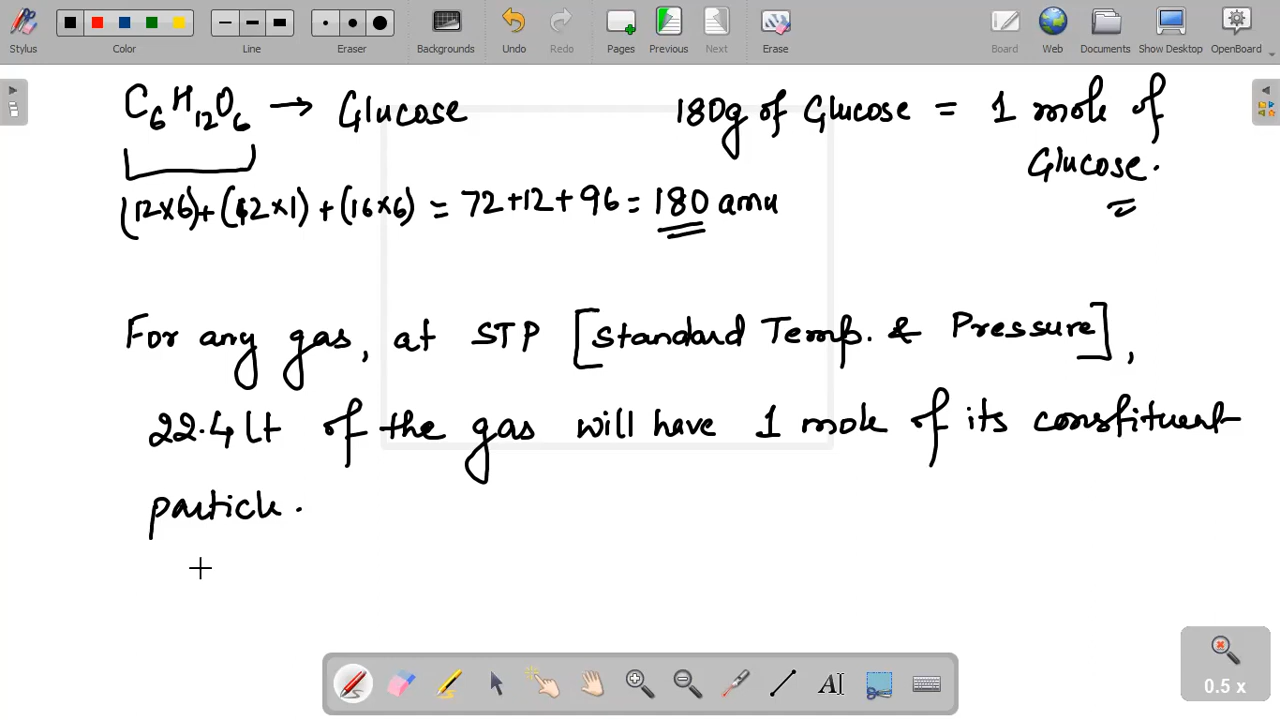 Stylus
Color
Line
Eraser
Backgrounds
Undo
Redo
Pages
Previous
Next
Erase
Board
Web
Documents
Show Desktop
OpenBoard
C₆H₁₂O₆ → Glucose
180g of Glucose = 1 mole of
Glucose.
(12×6)+(12×1)+(16×6) = 72+12+96 = 180 amu
For any gas, at STP [Standard Temp. & Pressure],
22.4 lt of the gas will have 1 mole of its constituent
particle.
AI
0.5 x